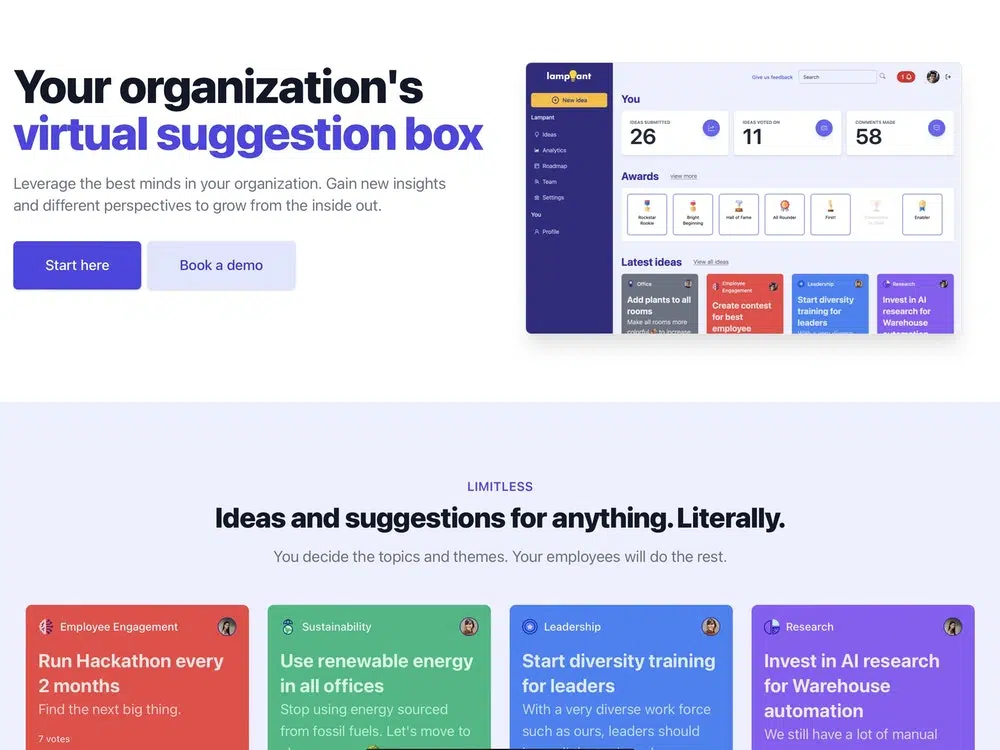 Your organization's
virtual suggestion box
Leverage the best minds in your organization. Gain new insights
and different perspectives to grow from the inside out.
Start here
Book a demo
lampant
New idea
Lampant
Ideas
Analytics
Roadmap
Team
Settings
You
Profile
Give us feedback
Search
1
You
IDEAS SUBMITTED
26
IDEAS VOTED ON
11
COMMENTS MADE
58
Awards
view more
Rockstar
Rookie
Bright
Beginning
Hall of Fame
All Rounder
First!
Enabler
Latest ideas
View all ideas
Office
Add plants to all
rooms
Make all rooms more
colorful to increase
Employee
Engagement
Create contest
for best
employee
Leadership
Start diversity
training for
leaders
With a very diverse
Research
Invest in AI
research for
Warehouse
automation
LIMITLESS
Ideas and suggestions for anything. Literally.
You decide the topics and themes. Your employees will do the rest.
Employee Engagement
Run Hackathon every
2 months
Find the next big thing.
7 votes
Sustainability
Use renewable energy
in all offices
Stop using energy sourced
from fossil fuels. Let's move to
Leadership
Start diversity training
for leaders
With a very diverse work force
such as ours, leaders should
Research
Invest in AI research
for Warehouse
automation
We still have a lot of manual